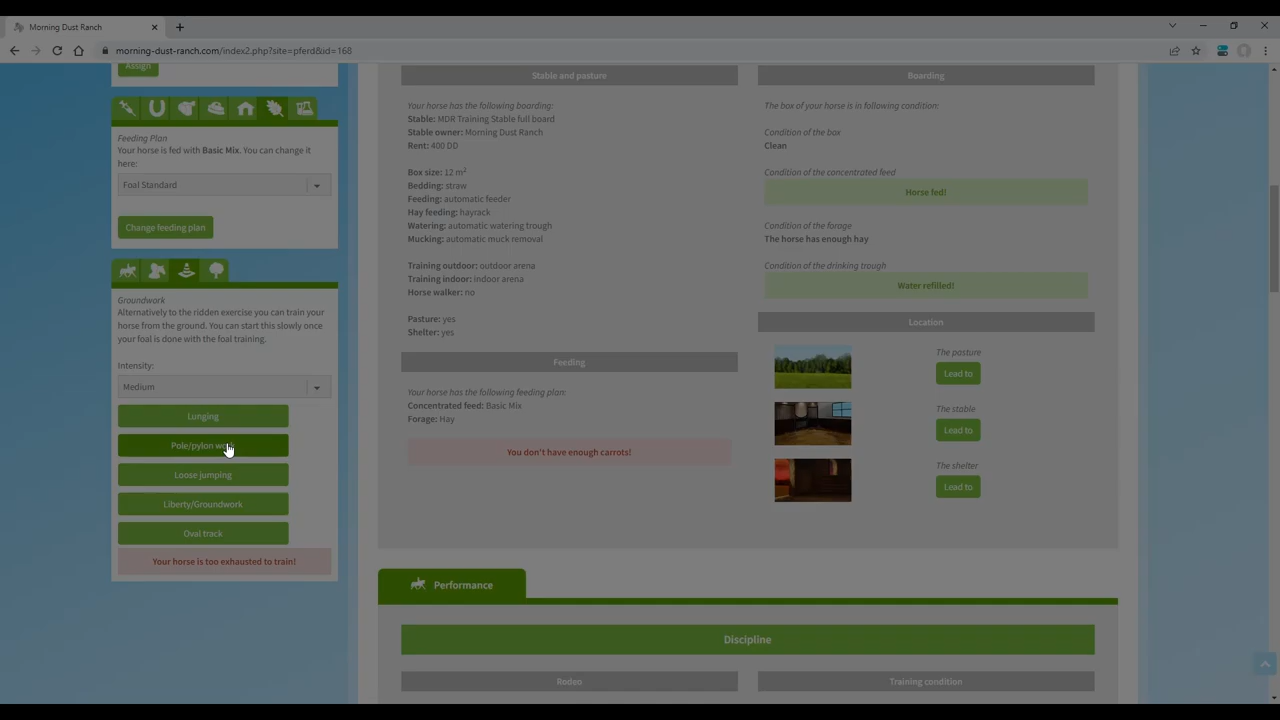 Morning Dust Ranch
morning-dust-ranch.com/index2.php?site=pferd&id=168
Assign
Feeding Plan
Your horse is fed with Basic Mix. You can change it
here:
Foal Standard
Change feeding plan
Groundwork
Alternatively to the ridden exercise you can train your
horse from the ground. You can start this slowly once
your foal is done with the foal training.
Intensity:
Medium
Lunging
Pole/pylon work
Loose jumping
Liberty/Groundwork
Oval track
Your horse is too exhausted to train!
Stable and pasture
Your horse has the following boarding:
Stable: MDR Training Stable full board
Stable owner: Morning Dust Ranch
Rent: 400 DD
Box size: 12 m²
Bedding: straw
Feeding: automatic feeder
Hay feeding: hayrack
Watering: automatic watering trough
Mucking: automatic muck removal
Training outdoor: outdoor arena
Training indoor: indoor arena
Horse walker: no
Pasture: yes
Shelter: yes
Feeding
Your horse has the following feeding plan:
Concentrated feed: Basic Mix
Forage: Hay
You don't have enough carrots!
Boarding
The box of your horse is in following condition:
Condition of the box
Clean
Condition of the concentrated feed
Horse fed!
Condition of the forage
The horse has enough hay
Condition of the drinking trough
Water refilled!
Location
The pasture
Lead to
The stable
Lead to
The shelter
Lead to
Performance
Discipline
Rodeo
Training condition